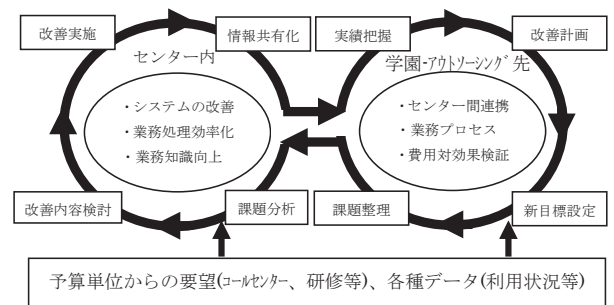 改善実施
情報共有化
実績把握
改善計画
センター内
学園-アウトソーシング先
・システムの改善
・業務処理効率化
・業務知識向上
・センター間連携
・業務プロセス
・費用対効果検証
改善内容検討
課題分析
課題整理
新目標設定
予算単位からの要望(コールセンター、研修等)、各種データ(利用状況等)